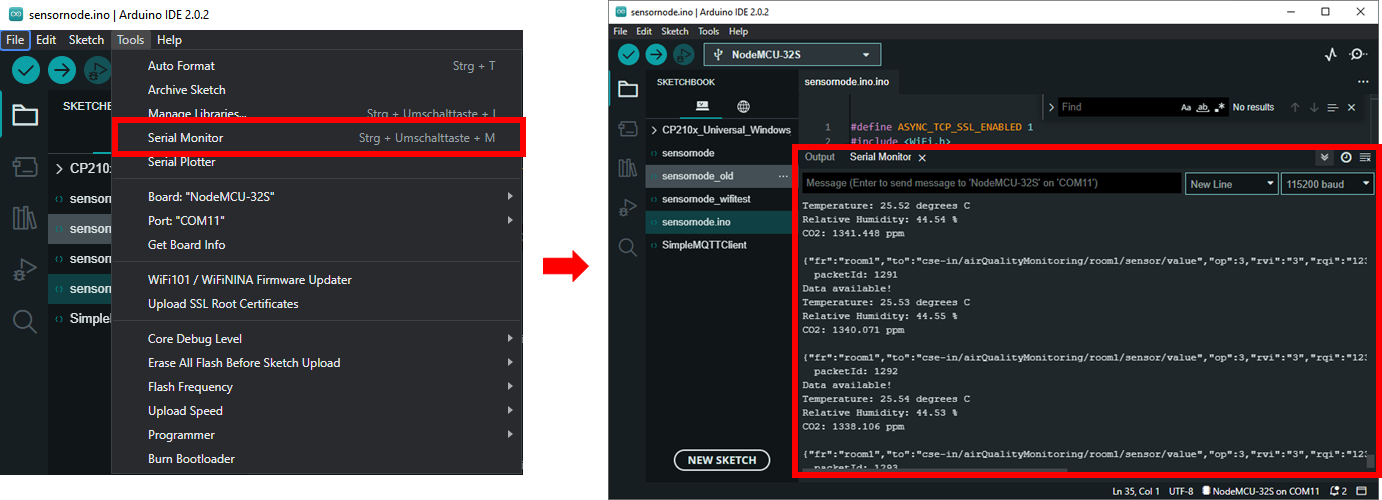 sensornode.ino | Arduino IDE 2.0.2
File Edit Sketch Tools Help
SKETCHE
CP210x
sensor
sensor
sensor
sensor
Simple
Auto Format Strg + T
Archive Sketch
Manage Libraries... Strg + Umschalttaste + I
Serial Monitor Strg + Umschalttaste + M
Serial Plotter
Board: "NodeMCU-32S"
Port: "COM11"
Get Board Info
WiFi101 / WiFiNINA Firmware Updater
Upload SSL Root Certificates
Core Debug Level
Erase All Flash Before Sketch Upload
Flash Frequency
Upload Speed
Programmer
Burn Bootloader
sensornode.ino | Arduino IDE 2.0.2
File Edit Sketch Tools Help
NodeMCU-32S
SKETCHBOOK
CP210x_Universal_Windows
sensornode
sensornode_old
sensornode_wifitest
sensornode.ino
SimpleMQTTClient
NEW SKETCH
sensornode.ino.ino
Find Aa ab No results
1 #define ASYNC_TCP_SSL_ENABLED 1
2 #include <WiFi.h>
Output Serial Monitor
Message (Enter to send message to 'NodeMCU-32S' on 'COM11') New Line 115200 baud
Temperature: 25.52 degrees C
Relative Humidity: 44.54 %
CO2: 1341.448 ppm
{"fr":"room1","to":"cse-in/airQualityMonitoring/room1/sensor/value","op":3,"rvi":"3","rqi":"123
packetId: 1291
Data available!
Temperature: 25.53 degrees C
Relative Humidity: 44.55 %
CO2: 1340.071 ppm
{"fr":"room1","to":"cse-in/airQualityMonitoring/room1/sensor/value","op":3,"rvi":"3","rqi":"123
packetId: 1292
Data available!
Temperature: 25.54 degrees C
Relative Humidity: 44.53 %
CO2: 1338.106 ppm
{"fr":"room1","to":"cse-in/airQualityMonitoring/room1/sensor/value","op":3,"rvi":"3","rqi":"123
packetId: 1293
Ln 35, Col 1 UTF-8 NodeMCU-32S on COM11 2